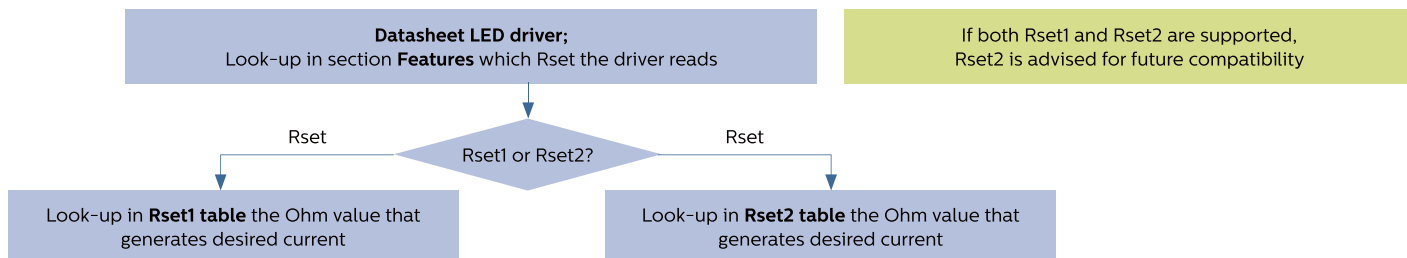 Datasheet LED driver;
Look-up in section Features which Rset the driver reads
If both Rset1 and Rset2 are supported,
Rset2 is advised for future compatibility
Rset
Rset1 or Rset2?
Rset
Look-up in Rset1 table the Ohm value that
generates desired current
Look-up in Rset2 table the Ohm value that
generates desired current